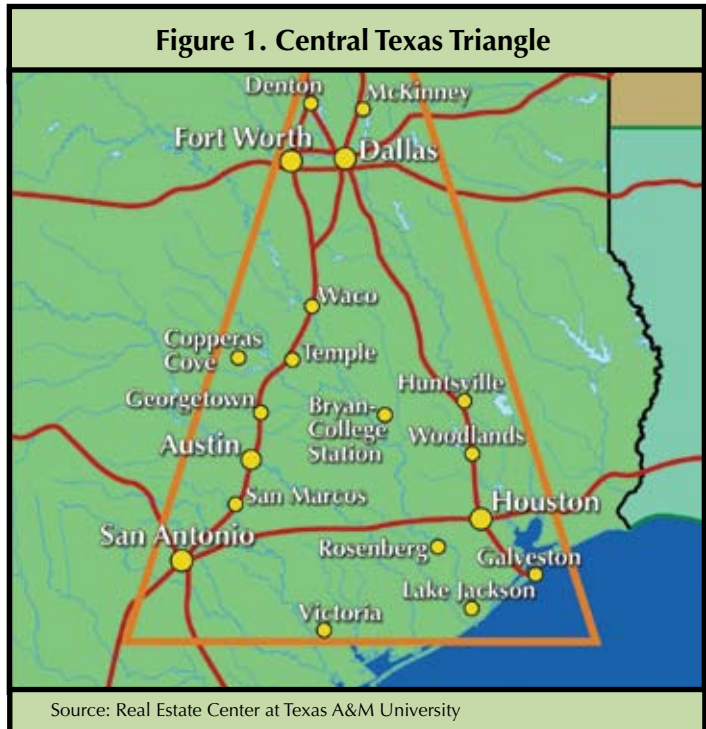 Figure 1. Central Texas Triangle
Denton
McKinney
Fort Worth
Dallas
Waco
Copperas
Cove
Temple
Georgetown
Huntsville
Bryan-
College
Station
Woodlands
Austin
San Marcos
Houston
San Antonio
Rosenberg
Galveston
Lake Jackson
Victoria
Source: Real Estate Center at Texas A&M University